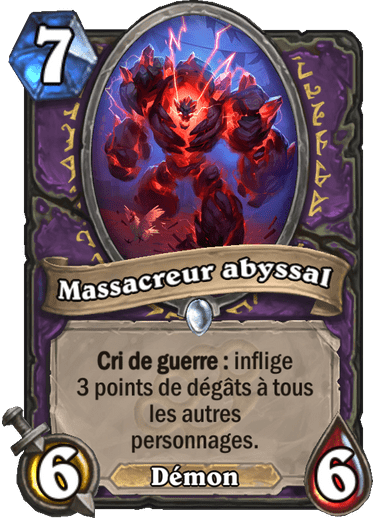 7
Massacreur abyssal
Cri de guerre : inflige
3 points de dégâts à tous
les autres
personnages.
6
Démon
6